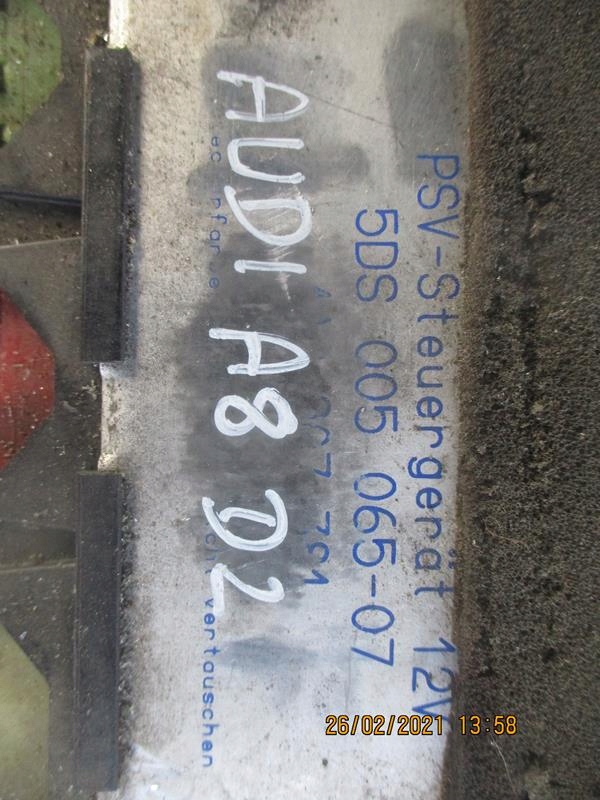 PSV-Steuergerät 12V
5DS 005 065-07
AUDI A8 D2
vertauschen
26/02/2021 13:58